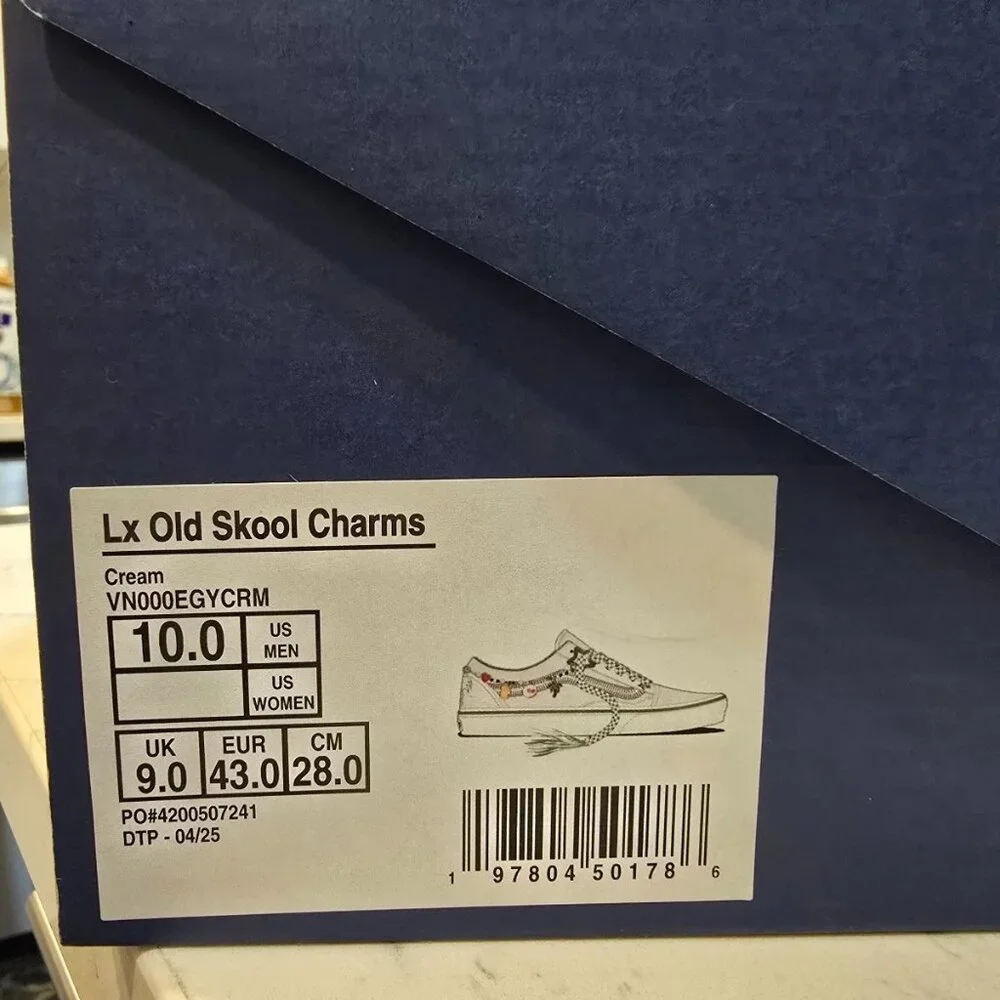 Lx Old Skool Charms
Cream
VN000EGYCRM
10.0 US MEN
US WOMEN
UK EUR CM
9.0 43.0 28.0
PO#4200507241
DTP - 04/25
1 97804 50178 6